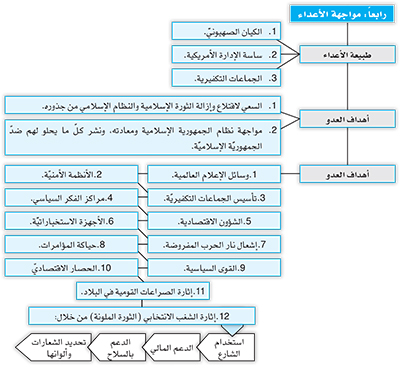 رابعاً، مواجهة الأعداء
طبيعة الأعداء
1. الكيان الصهيونيّ.
2. ساسة الإدارة الأمريكية.
3. الجماعات التكفيرية.
أهداف العدو
1. السعي لاقتلاع وإزالة الثورة الإسلامية والنظام الإسلامي من جذوره.
2. مواجهة نظام الجمهورية الإسلامية ومعادته، ونشر كلّ ما يحلو لهم ضدّ
الجمهوريّة الإسلاميّة.
أهداف العدو
1.وسائل الإعلام العالمية.
2.الأنظمة الأمنيّة.
3.تأسيس الجماعات التكفيريّة.
4.مراكز الفكر السياسي.
5.الشؤون الاقتصادية.
6.الأجهزة الاستخباراتيّة.
7.إشعال نار الحرب المفروضة.
8.حياكة المؤامرات.
9.القوى السياسية.
10.الحصار الاقتصاديّ
11.إثارة الصراعات القومية في البلاد.
12.إثارة الشغب الانتخابي (الثورة الملونة) من خلال:
استخدام
الشارع
الدعم المالي
الدعم
بالسلاح
تحديد الشعارات
وألوانها